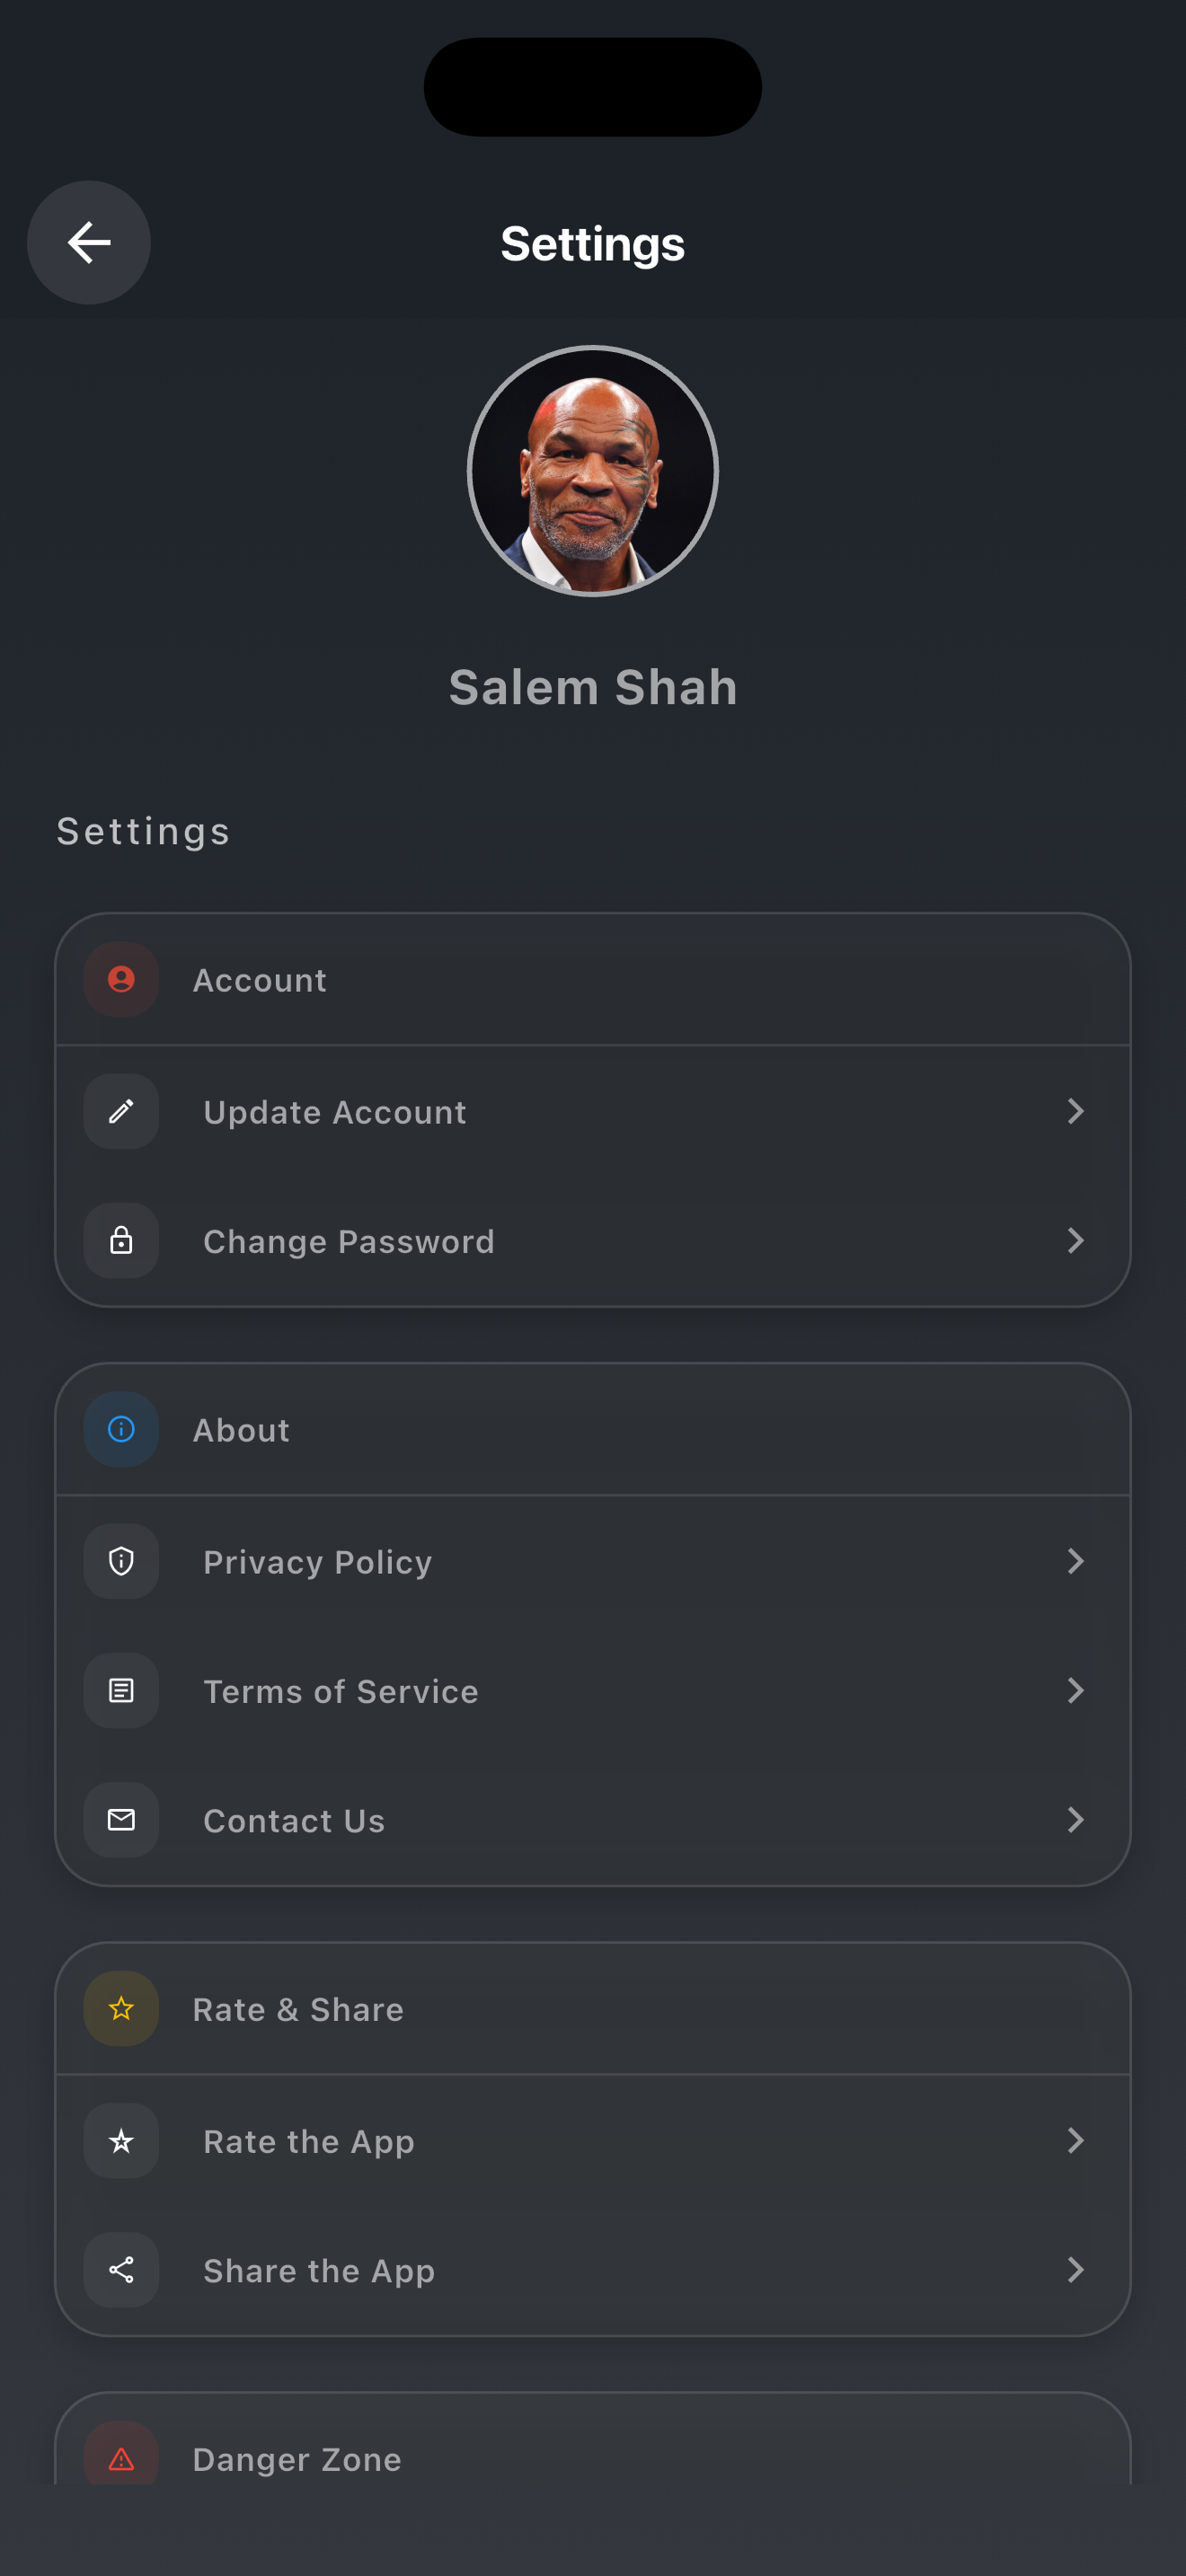 Settings
Salem Shah
Settings
Account
Update Account
Change Password
About
Privacy Policy
Terms of Service
Contact Us
Rate & Share
Rate the App
Share the App
Danger Zone